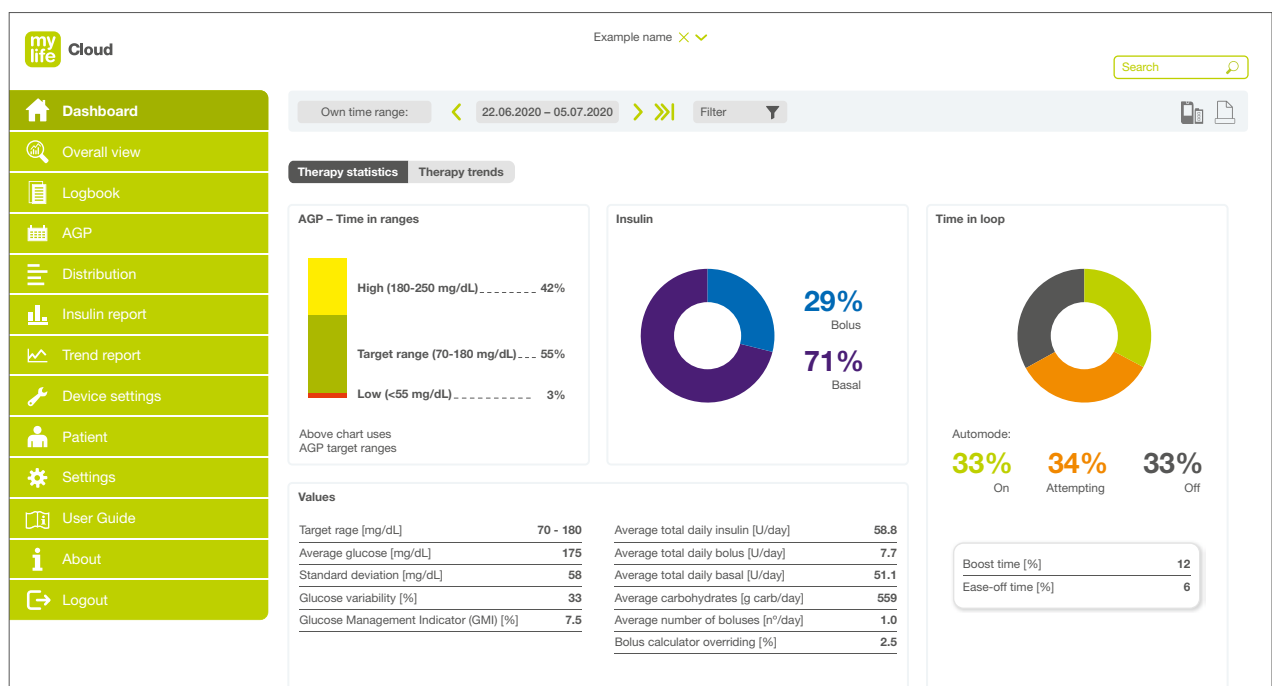 my
life
Cloud
Example name
Search
Dashboard
Overall view
Logbook
AGP
Distribution
Insulin report
Trend report
Device settings
Patient
Settings
User Guide
About
Logout
Own time range:
22.06.2020 – 05.07.2020
Filter
Therapy statistics
Therapy trends
AGP – Time in ranges
High (180-250 mg/dL) 42%
Target range (70-180 mg/dL) 55%
Low (<55 mg/dL) 3%
Above chart uses
AGP target ranges
Insulin
29%
Bolus
71%
Basal
Time in loop
Automode:
33% 34% 33%
On Attempting Off
Boost time [%] 12
Ease-off time [%] 6
Values
Target rage [mg/dL] 70 - 180
Average glucose [mg/dL] 175
Standard deviation [mg/dL] 58
Glucose variability [%] 33
Glucose Management Indicator (GMI) [%] 7.5
Average total daily insulin [U/day] 58.8
Average total daily bolus [U/day] 7.7
Average total daily basal [U/day] 51.1
Average carbohydrates [g carb/day] 559
Average number of boluses [nº/day] 1.0
Bolus calculator overriding [%] 2.5